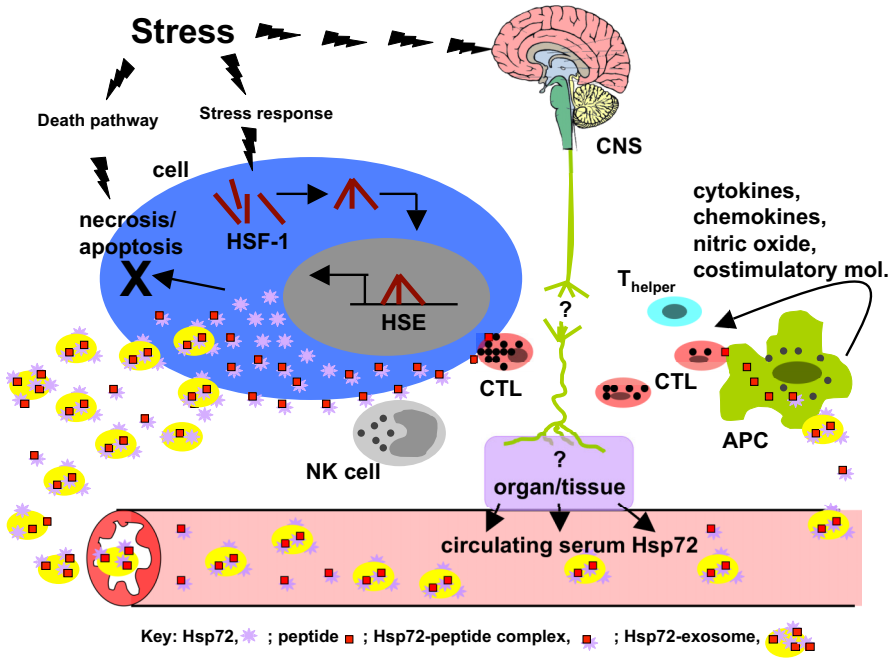 Stress
Death pathway
Stress response
CNS
cell
necrosis/
apoptosis
X
HSF-1
HSE
cytokines,
chemokines,
nitric oxide,
costimulatory mol.
Thelper
?
CTL
CTL
APC
NK cell
?
organ/tissue
circulating serum Hsp72
Key: Hsp72, ; peptide ; Hsp72-peptide complex, ; Hsp72-exosome,